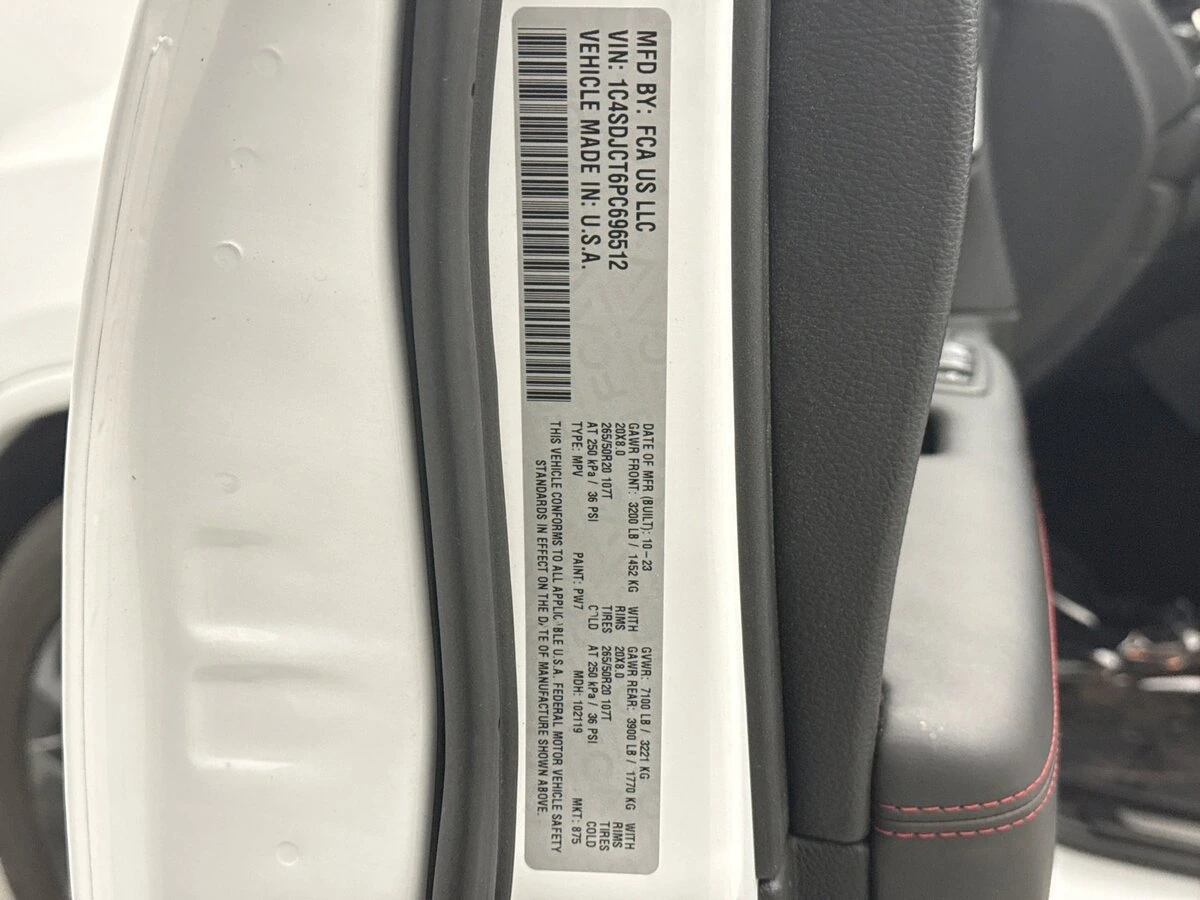 MFD BY: FCA US LLC
VIN: 1C4SDJCT6PC696512
VEHICLE MADE IN: U.S.A.
DATE OF MFR (BUILT): 10-23 GVWR: 7100 LB / 3221 KG
GAWR FRONT: 3200 LB / 1452 KG WITH GAWR REAR: 3900 LB / 1770 KG WITH
20X8.0 RIMS 20X8.0 RIMS
265/50R20 107T TIRES 265/50R20 107T TIRES
AT 250 kPa / 36 PSI COLD AT 250 kPa / 36 PSI COLD
TYPE: MPV PAINT: PW7 MDH: 102119 MKT: 875
THIS VEHICLE CONFORMS TO ALL APPLICABLE U.S.A. FEDERAL MOTOR VEHICLE SAFETY
STANDARDS IN EFFECT ON THE DATE OF MANUFACTURE SHOWN ABOVE.